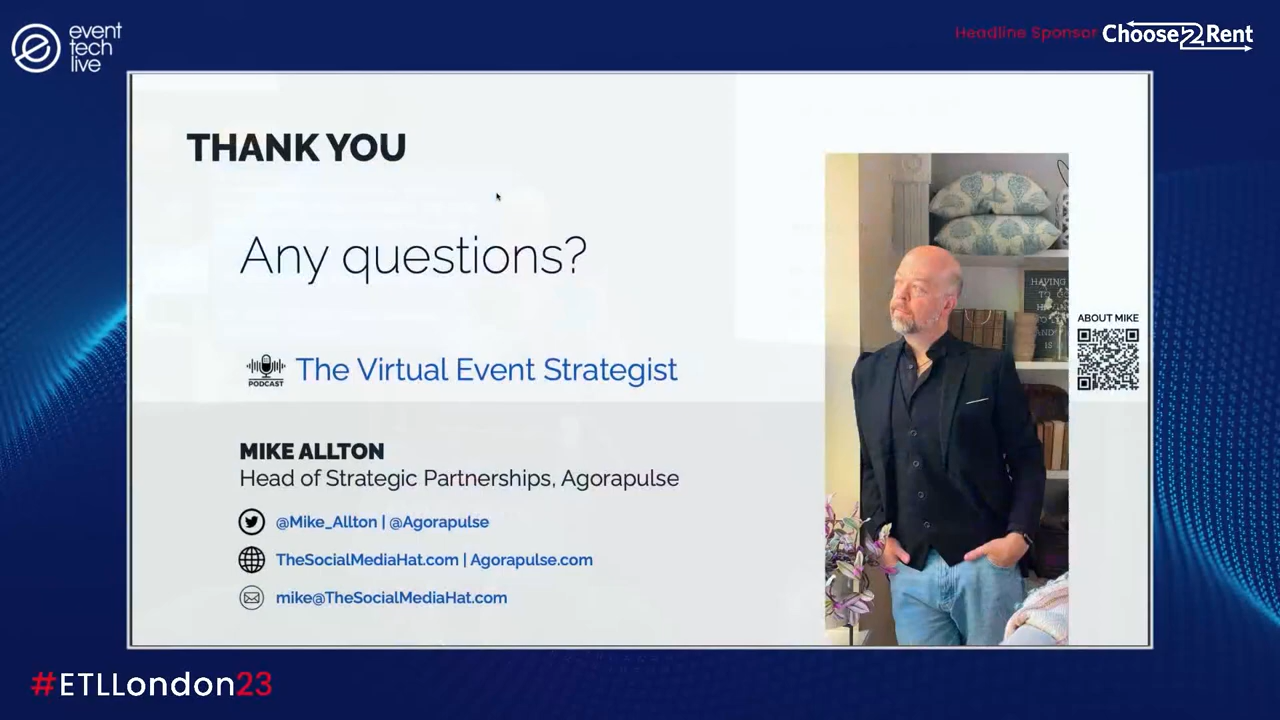 event
tech
live
Headline Sponsor
Choose2Rent
THANK YOU
Any questions?
PODCAST
The Virtual Event Strategist
HAVING
ABOUT MIKE
MIKE ALLTON
Head of Strategic Partnerships, Agorapulse
@Mike_Allton | @Agorapulse
TheSocialMediaHat.com | Agorapulse.com
mike@TheSocialMediaHat.com
#ETLLondon23